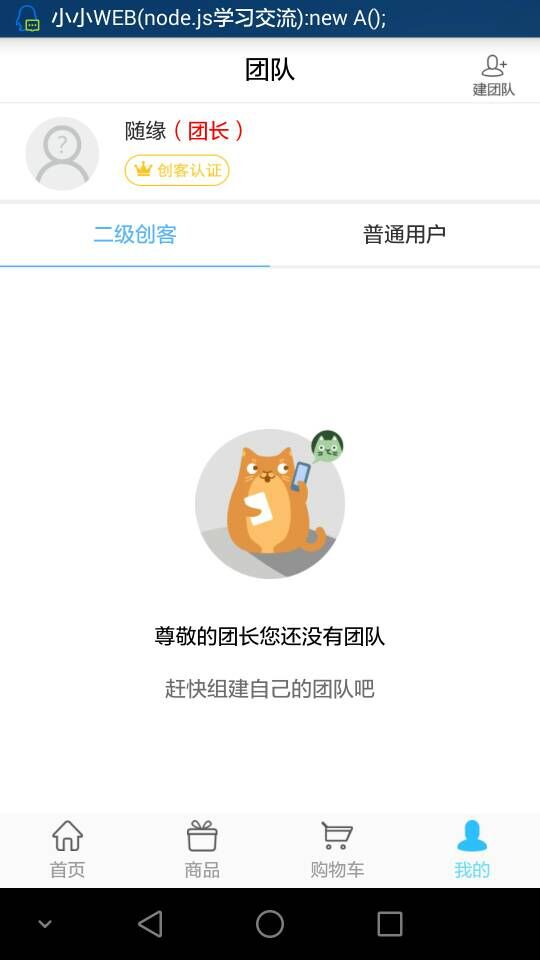 小小WEB(node.js学习交流):new A();
团队
建团队
随缘（团长）
创客认证
二级创客
普通用户
尊敬的团长您还没有团队
赶快组建自己的团队吧
首页
商品
购物车
我的